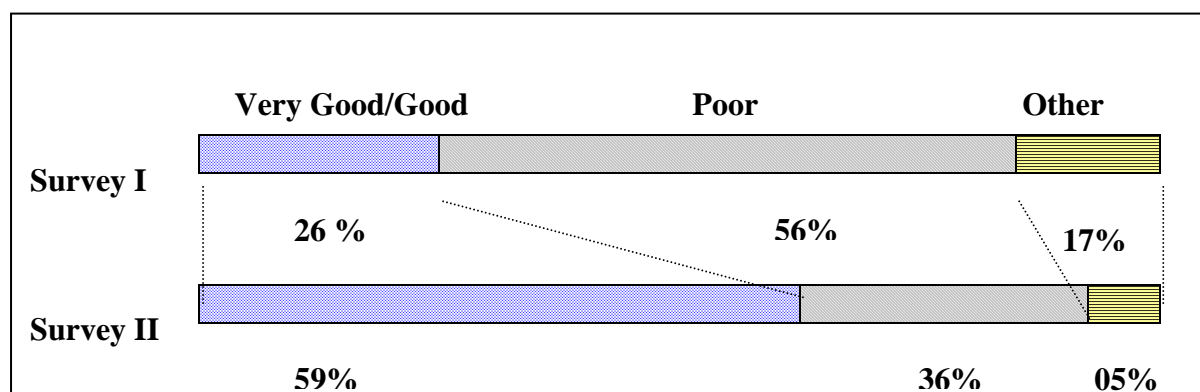 Very Good/Good Poor Other
Survey I
26 % 56% 17%
Survey II
59% 36% 05%